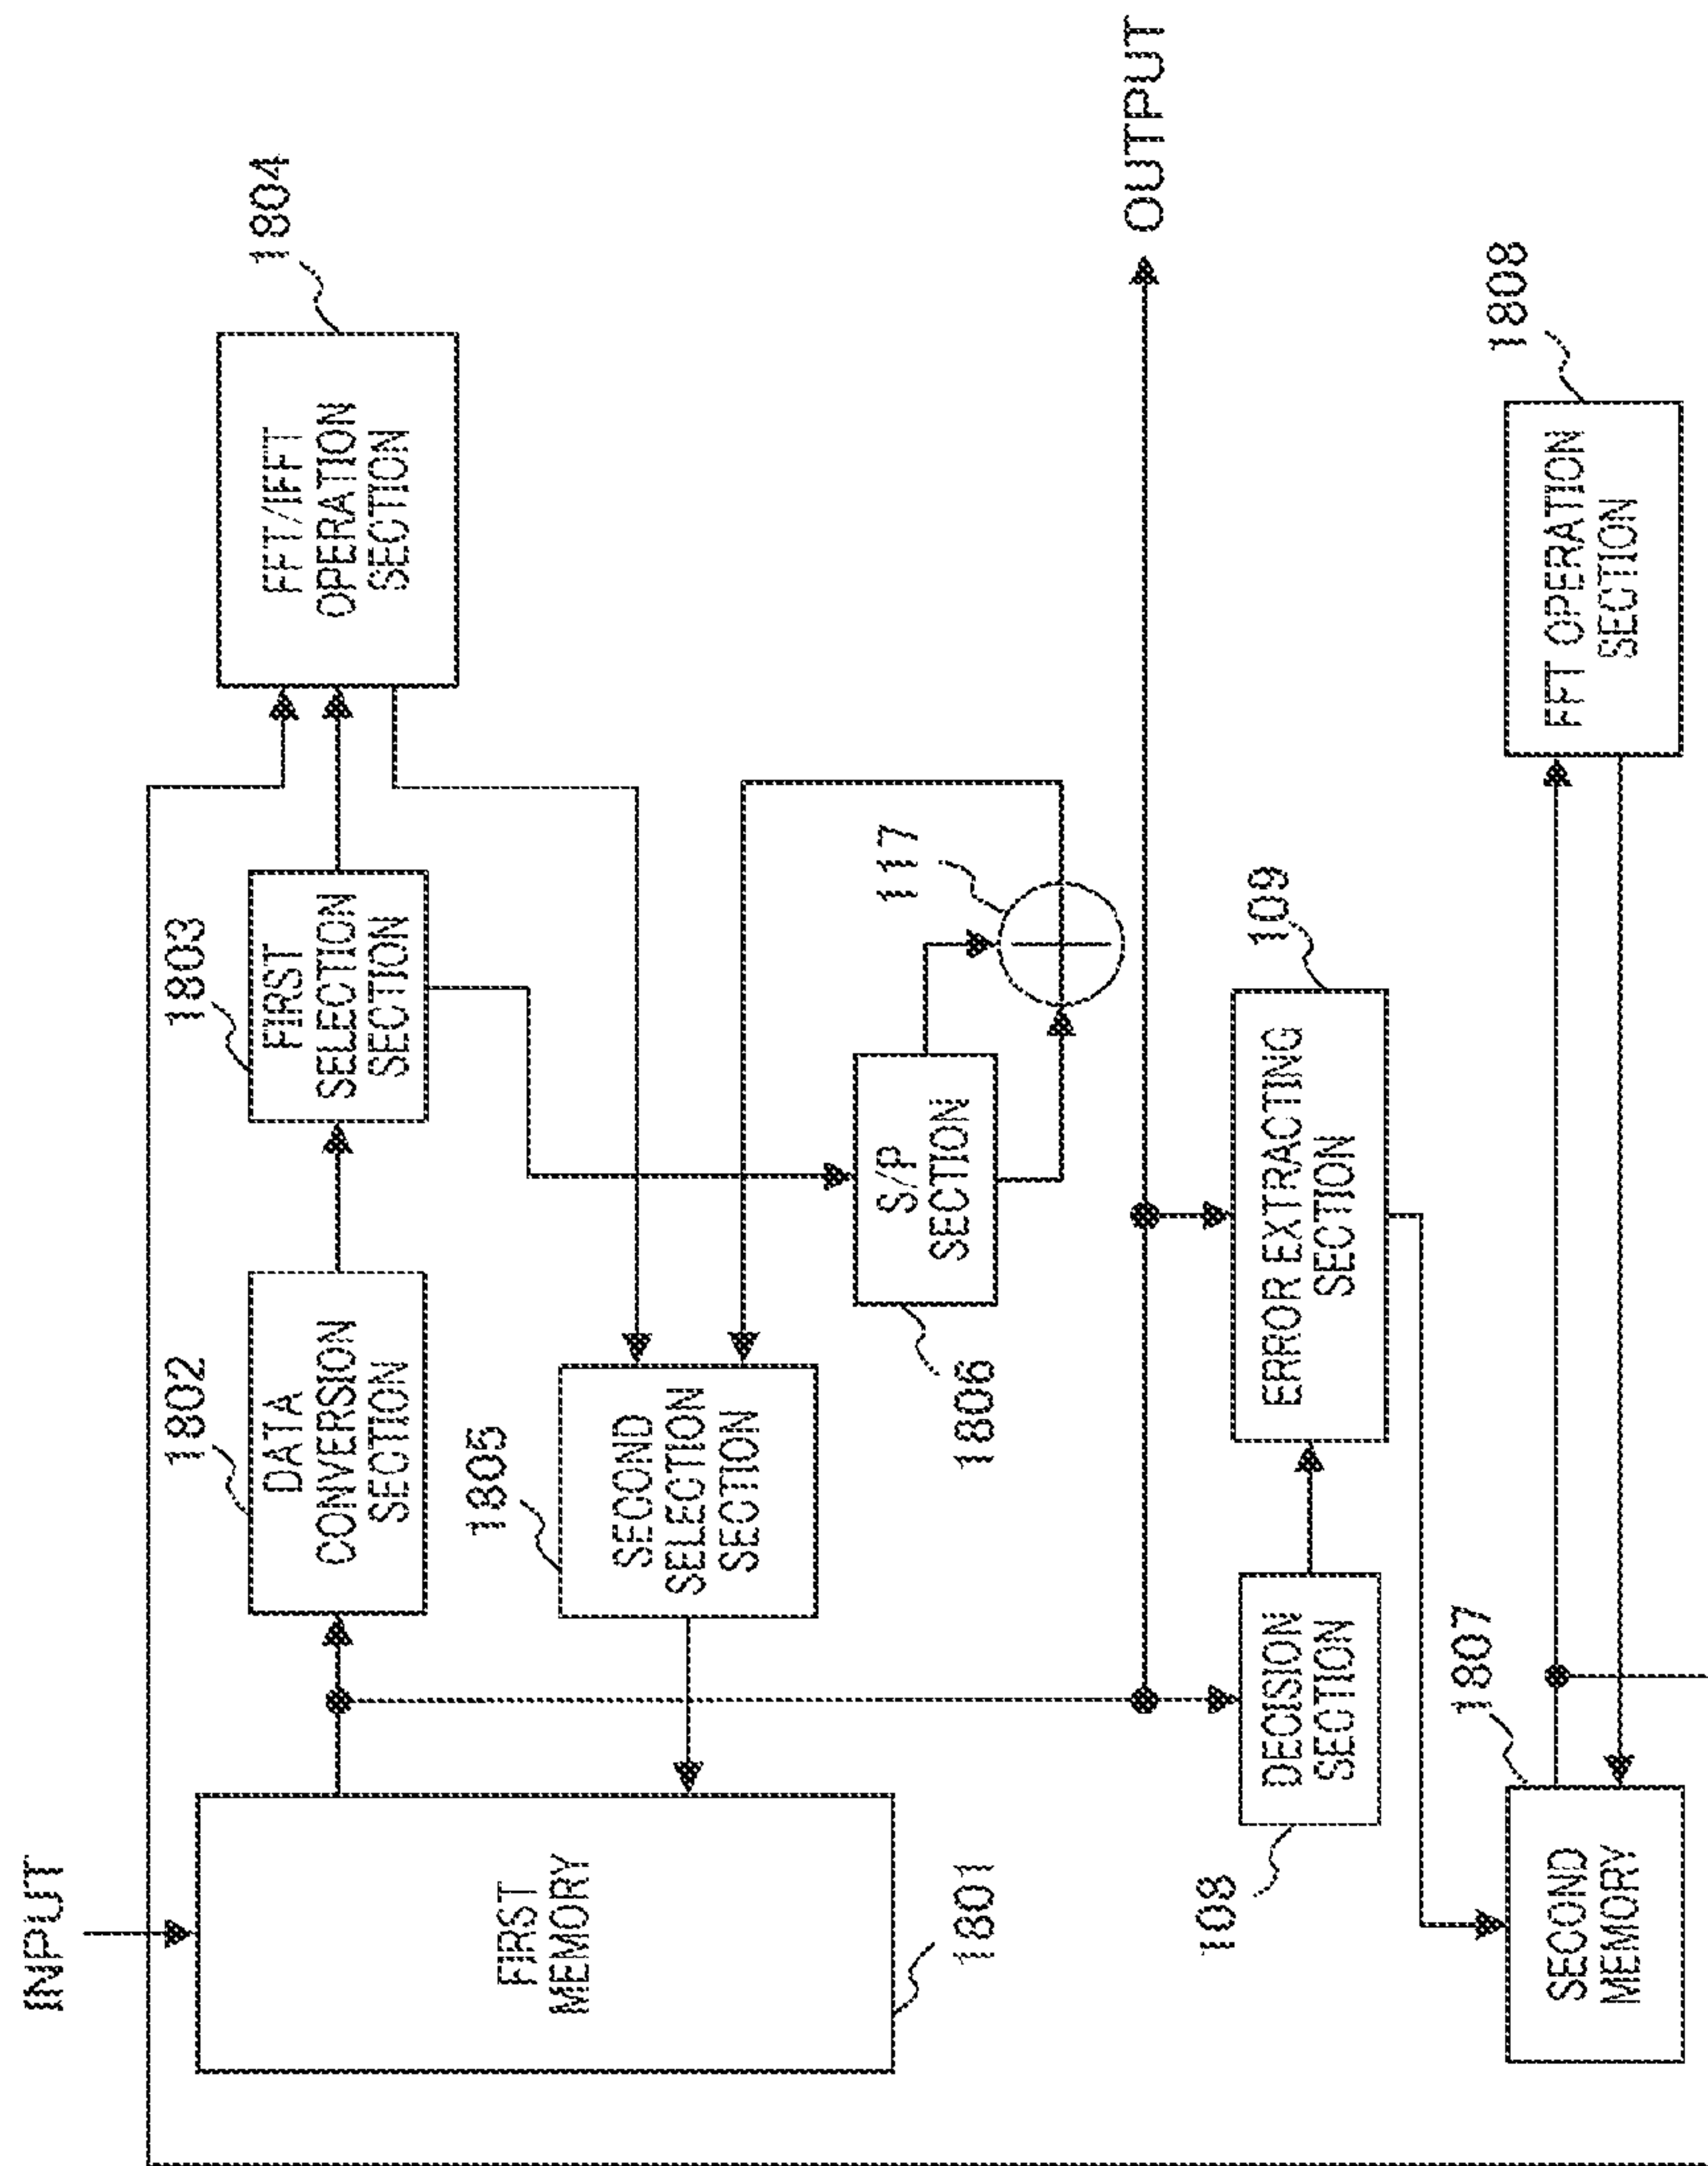 INPUT
FIRST
MEMORY
1801
1802
DATA
CONVERSION
SECTION
1803
FIRST
SELECTION
SECTION
1804
FFT/IFFT
OPERATION
SECTION
1805
SECOND
SELECTION
SECTION
1806
S/P
SECTION
117
OUTPUT
108
DECISION
SECTION
109
ERROR EXTRACTING
SECTION
1807
SECOND
MEMORY
1808
FFT OPERATION
SECTION